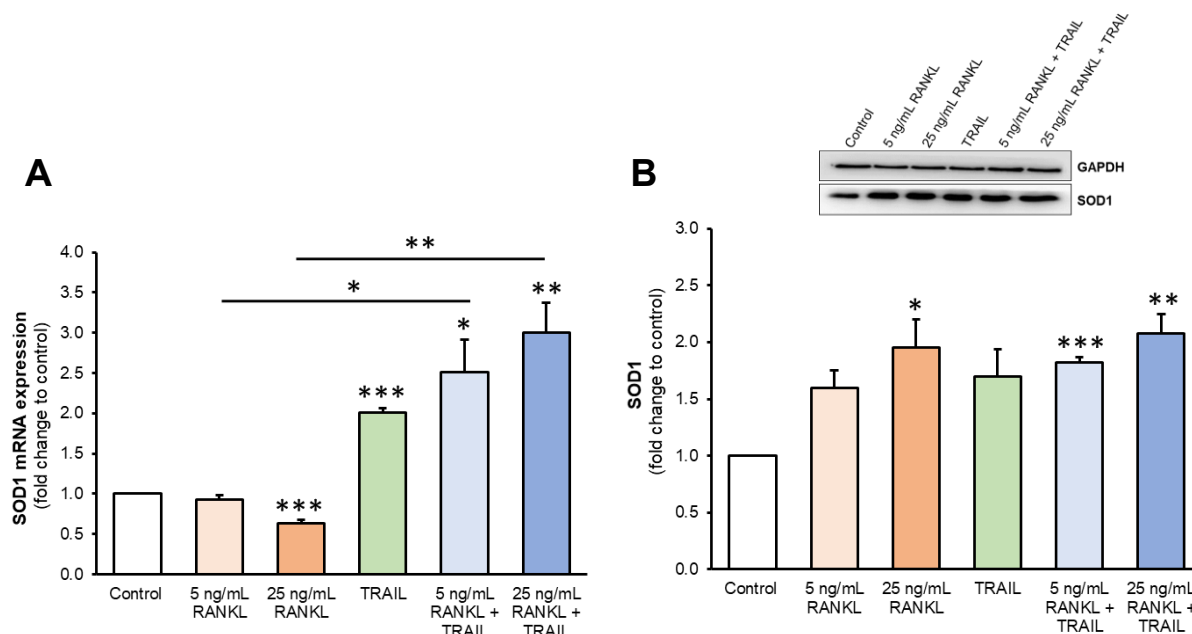 A
SOD1 mRNA expression
(fold change to control)
4.0
3.5
3.0
2.5
2.0
1.5
1.0
0.5
0.0
**
*
**
*
***
***
Control
5 ng/mL
RANKL
25 ng/mL
RANKL
TRAIL
5 ng/mL
RANKL +
TRAIL
25 ng/mL
RANKL +
TRAIL
B
Control
5 ng/mL RANKL
25 ng/mL RANKL
TRAIL
5 ng/mL RANKL + TRAIL
25 ng/mL RANKL + TRAIL
GAPDH
SOD1
SOD1
(fold change to control)
3.0
2.5
2.0
1.5
1.0
0.5
0.0
*
***
**
Control
5 ng/mL
RANKL
25 ng/mL
RANKL
TRAIL
5 ng/mL
RANKL +
TRAIL
25 ng/mL
RANKL +
TRAIL